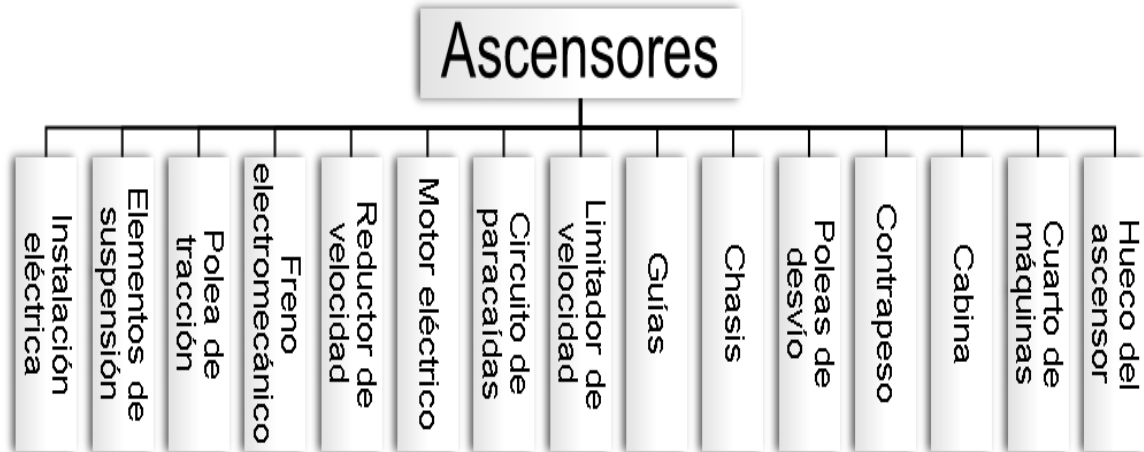 Ascensores
Instalación
eléctrica
Elementos de
suspensión
Polea de
tracción
Freno
electromecánico
Reductor de
velocidad
Motor eléctrico
Circuito de
paracaídas
Limitador de
velocidad
Guías
Chasis
Poleas de
desvío
Contrapeso
Cabina
Cuarto de
máquinas
Hueco del
ascensor